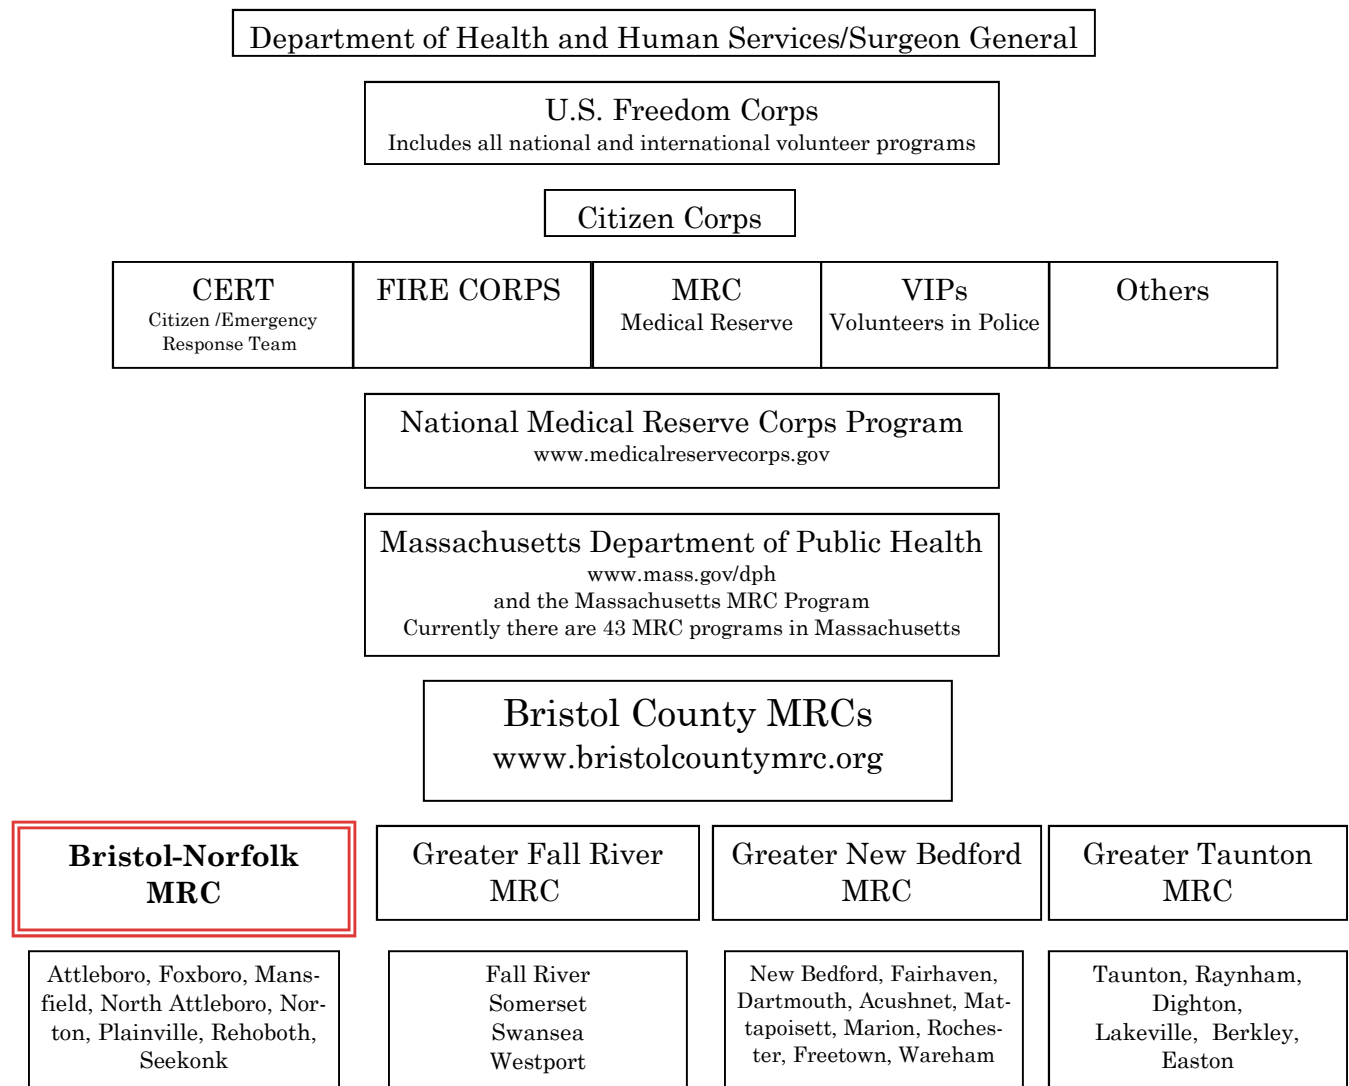 Department of Health and Human Services/Surgeon General
U.S. Freedom Corps
Includes all national and international volunteer programs
Citizen Corps
CERT
Citizen /Emergency
Response Team
FIRE CORPS
MRC
Medical Reserve
VIPs
Volunteers in Police
Others
National Medical Reserve Corps Program
www.medicalreservecorps.gov
Massachusetts Department of Public Health
www.mass.gov/dph
and the Massachusetts MRC Program
Currently there are 43 MRC programs in Massachusetts
Bristol County MRCs
www.bristolcountymrc.org
Bristol-Norfolk
MRC
Greater Fall River
MRC
Greater New Bedford
MRC
Greater Taunton
MRC
Attleboro, Foxboro, Mans-
field, North Attleboro, Nor-
ton, Plainville, Rehoboth,
Seekonk
Fall River
Somerset
Swansea
Westport
New Bedford, Fairhaven,
Dartmouth, Acushnet, Mat-
tapoisett, Marion, Roches-
ter, Freetown, Wareham
Taunton, Raynham,
Dighton,
Lakeville, Berkley,
Easton